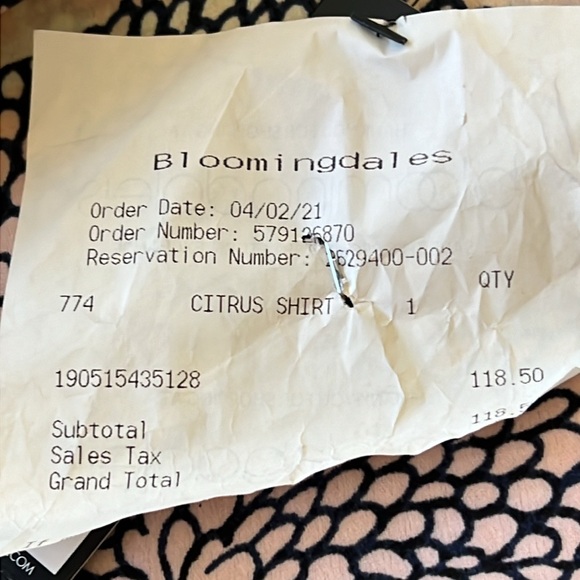 Bloomingdales
Order Date: 04/02/21
Order Number: 579126870
Reservation Number:
QTY
774 CITRUS SHIRT 1
190515435128 118.50
Subtotal
Sales Tax
Grand Total
.COM